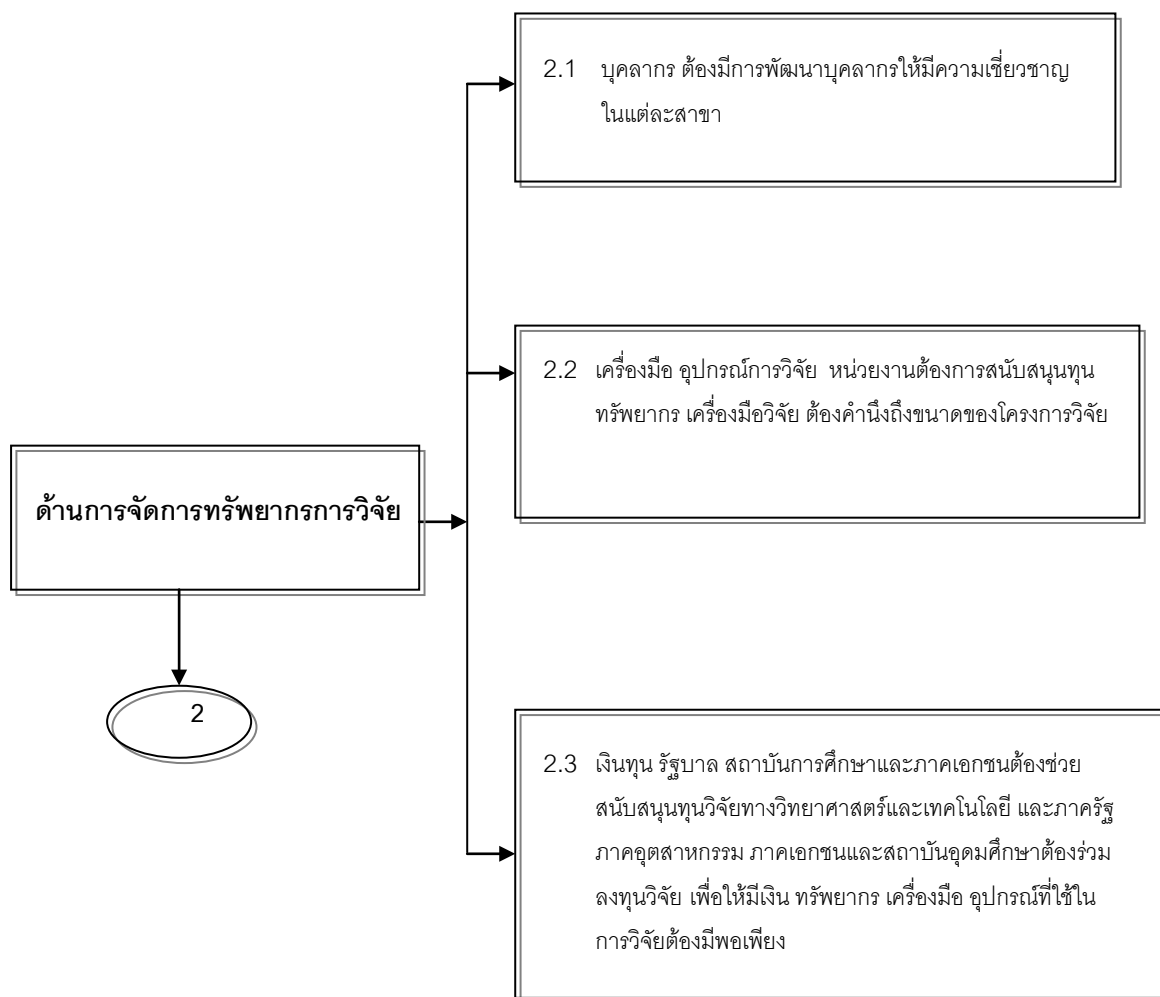 2.1 บุคลากร ต้องมีการพัฒนาบุคลากรให้มีความเชี่ยวชาญ
ในแต่ละสาขา
2.2 เครื่องมือ อุปกรณ์การวิจัย หน่วยงานต้องการสนับสนุนทุน
ทรัพยากร เครื่องมือวิจัย ต้องคำนึงถึงขนาดของโครงการวิจัย
ด้านการจัดการทรัพยากรการวิจัย
2
2.3 เงินทุน รัฐบาล สถาบันการศึกษาและภาคเอกชนต้องช่วย
สนับสนุนทุนวิจัยทางวิทยาศาสตร์และเทคโนโลยี และภาครัฐ
ภาคอุตสาหกรรม ภาคเอกชนและสถาบันอุดมศึกษาต้องร่วม
ลงทุนวิจัย เพื่อให้มีเงิน ทรัพยากร เครื่องมือ อุปกรณ์ที่ใช้ใน
การวิจัยต้องมีพอเพียง